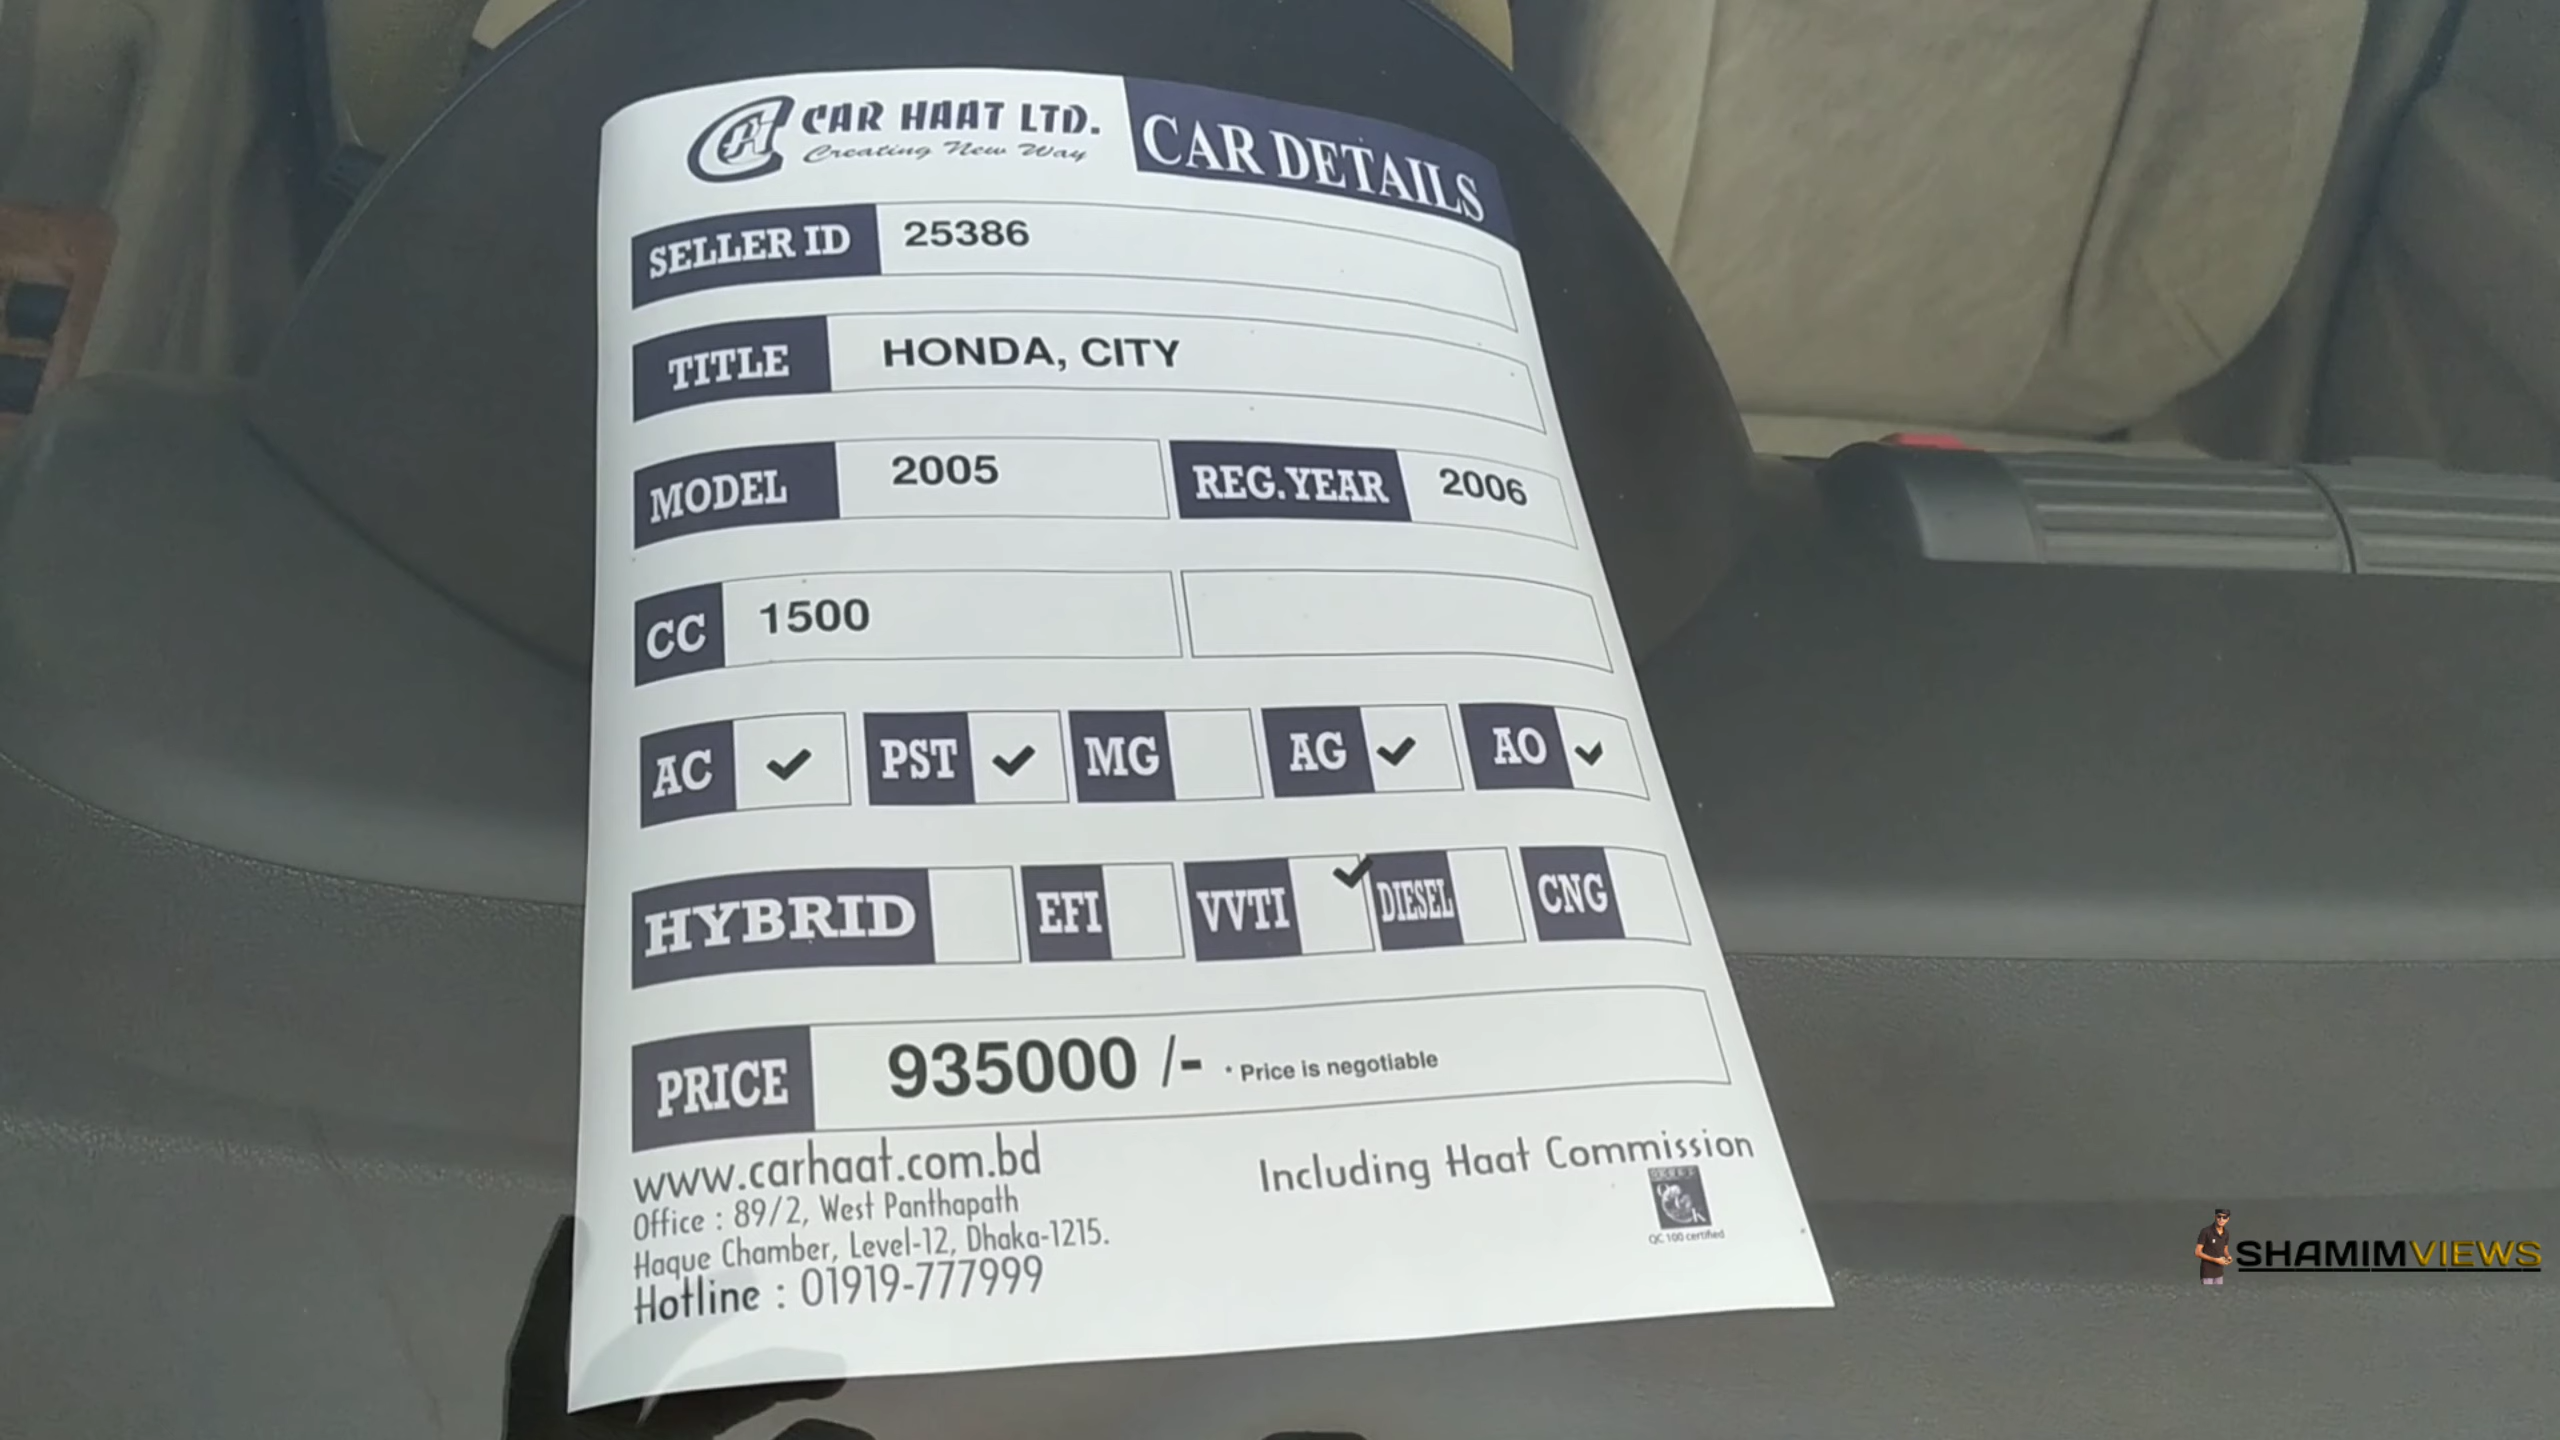 CAR HAAT LTD.
Creating New Way
CAR DETAILS
SELLER ID 25386
TITLE HONDA, CITY
MODEL 2005 REG.YEAR 2006
CC 1500
AC ✔ PST ✔ MG AG ✔ AO ✔
HYBRID EFI VVTI ✔ DIESEL CNG
PRICE 935000 /- * Price is negotiable
www.carhaat.com.bd
Including Haat Commission
Office : 89/2, West Panthapath
Haque Chamber, Level-12, Dhaka-1215.
Hotline : 01919-777999
QC 100 certified
SHAMIMVIEWS